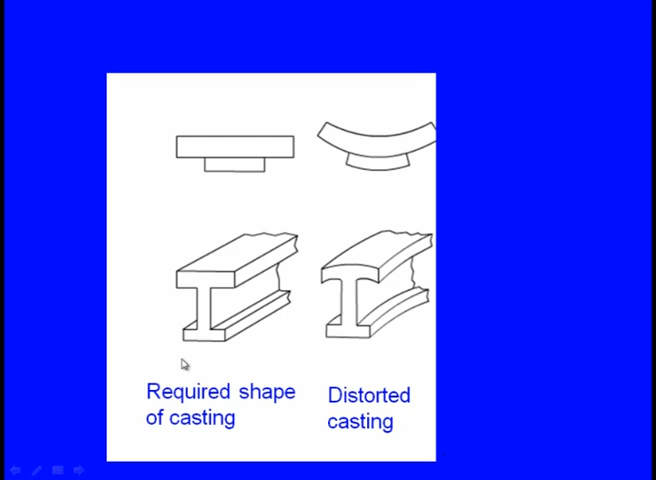 Required shape
of casting
Distorted
casting